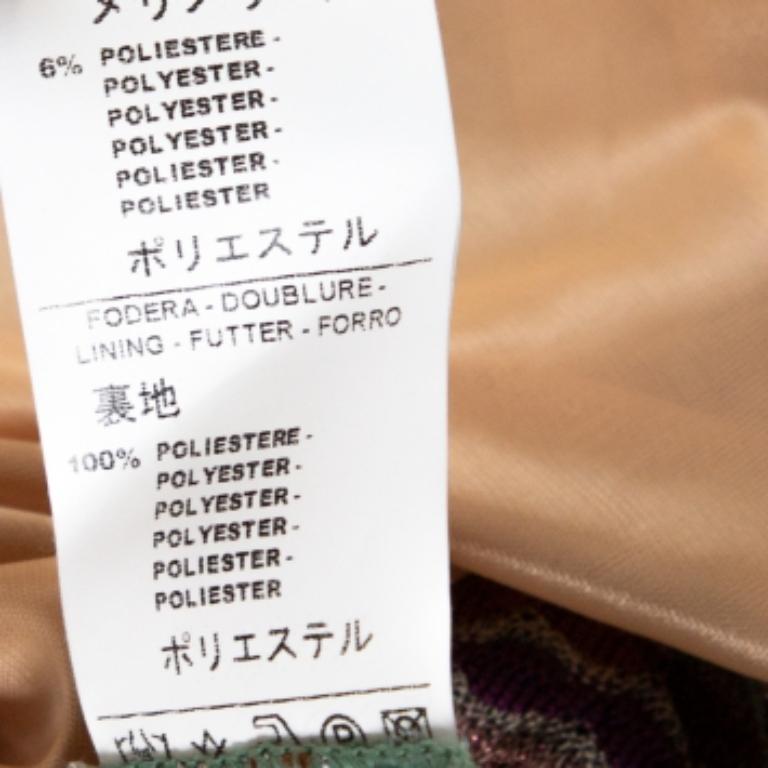 6% POLIESTERE -
POLYESTER -
POLYESTER -
POLYESTER -
POLIESTER -
POLIESTER
ポリエステル
FODERA - DOUBLURE -
LINING - FUTTER - FORRO
裏地
100% POLIESTERE -
POLYESTER -
POLYESTER -
POLYESTER -
POLIESTER -
POLIESTER
ポリエステル